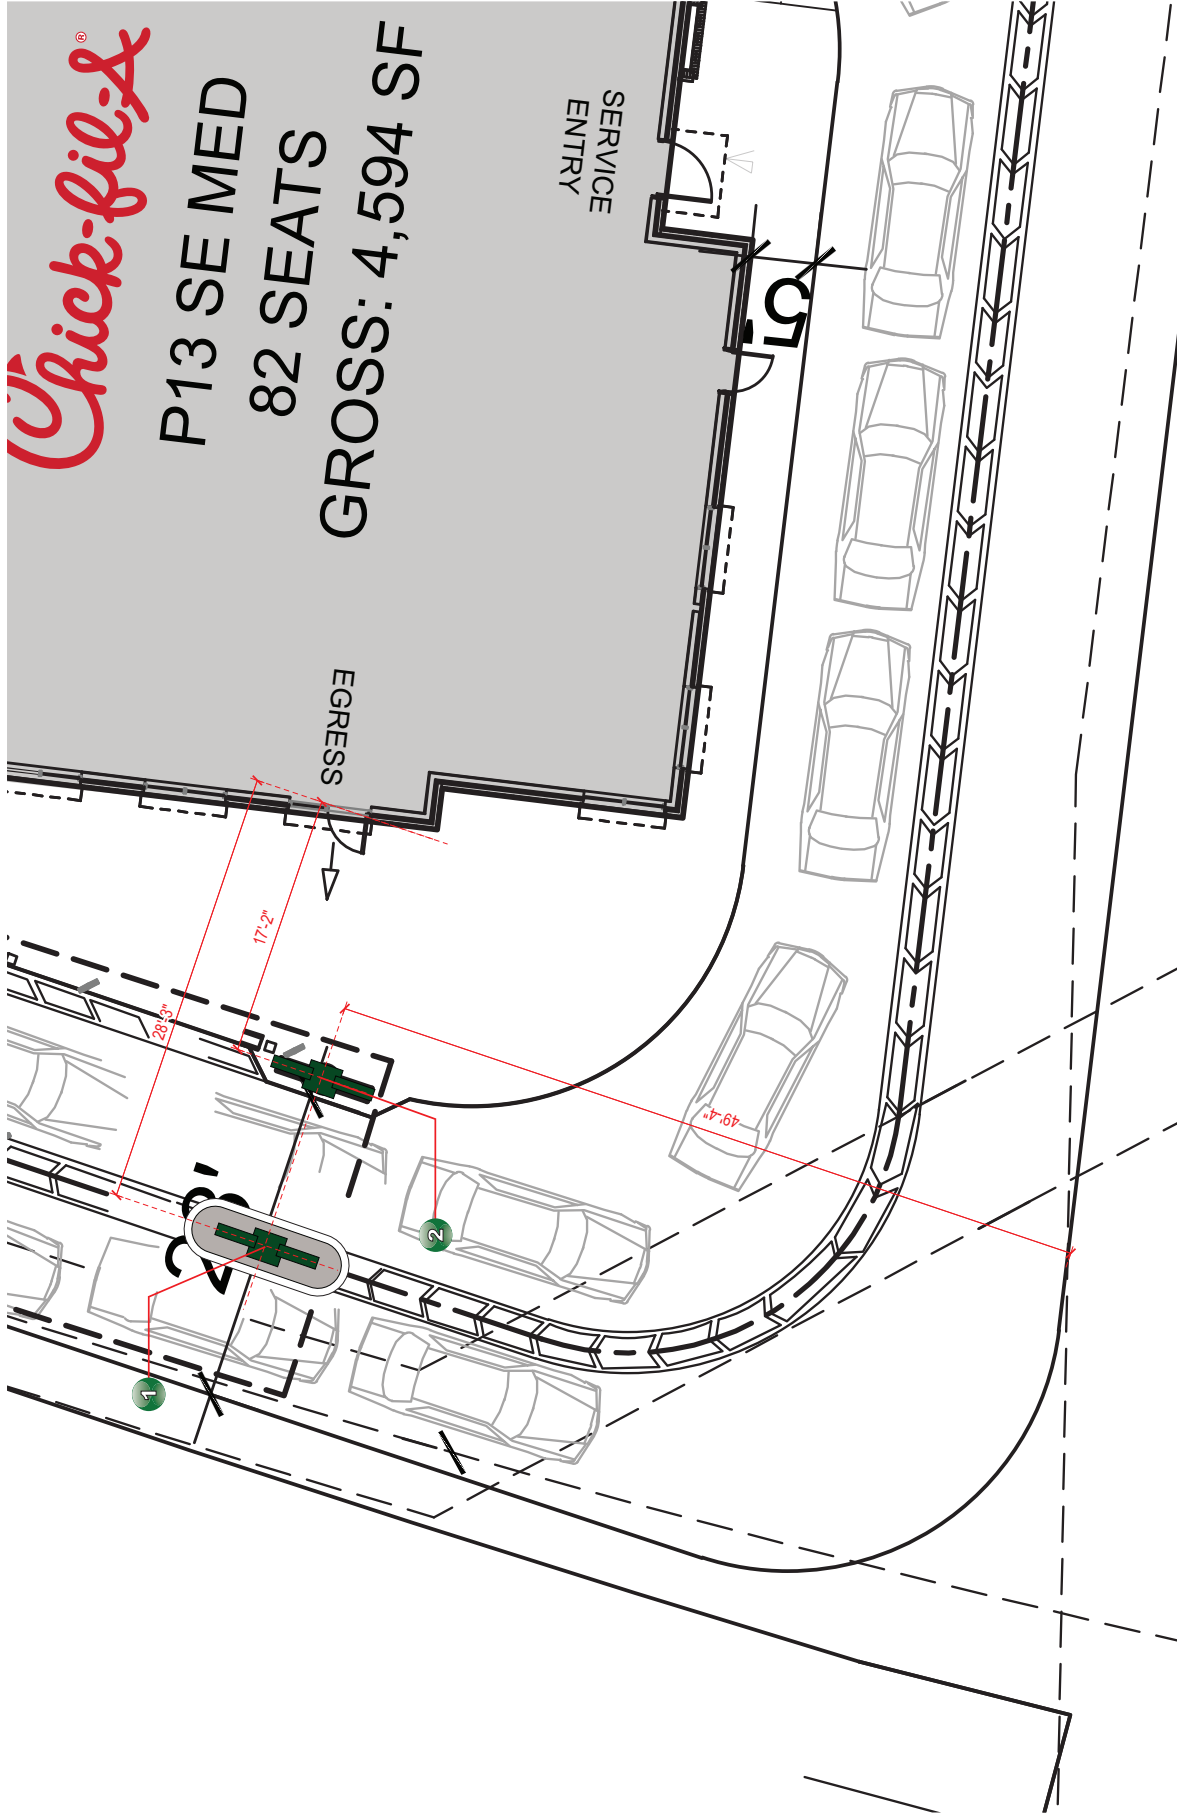 Chick-fil-A®
P13 SE MED
82 SEATS
GROSS: 4,594 SF
SERVICE
ENTRY
5'
EGRESS
17'-2"
28'-3"
49'-4"
2
1